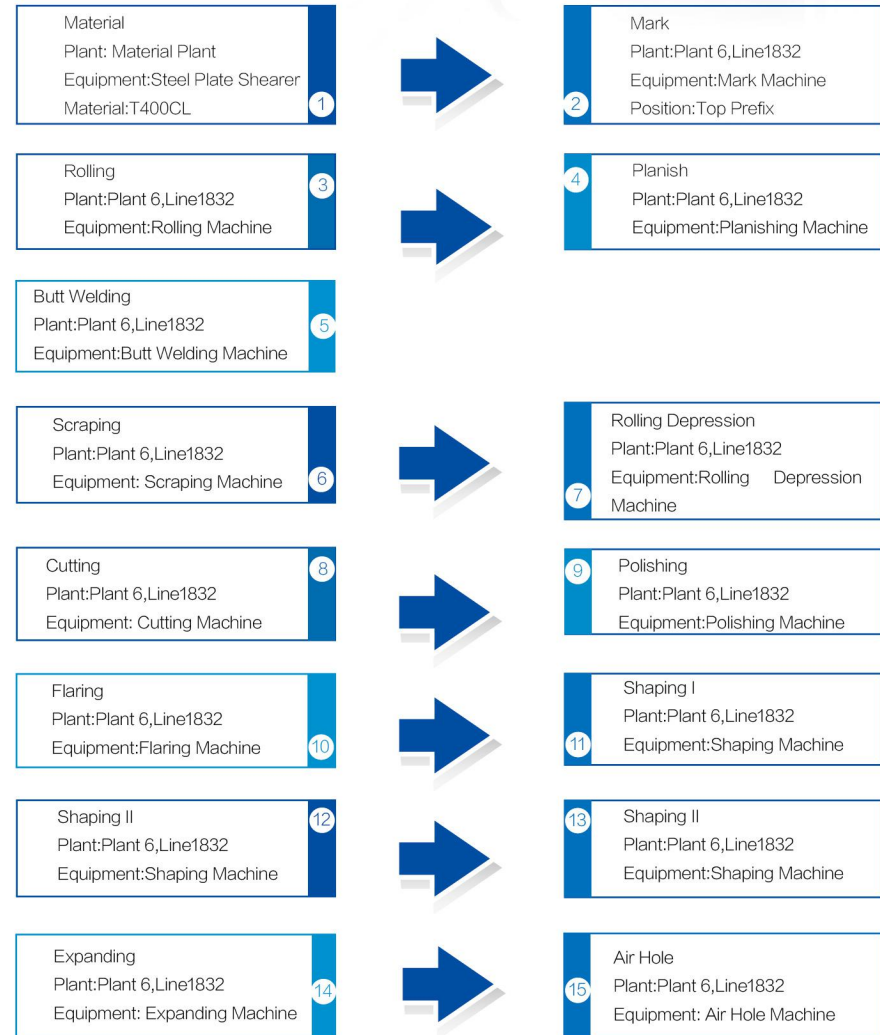 Material
Plant: Material Plant
Equipment:Steel Plate Shearer
Material:T400CL
1
Mark
Plant:Plant 6,Line1832
Equipment:Mark Machine
Position:Top Prefix
2
Rolling
Plant:Plant 6,Line1832
Equipment:Rolling Machine
3
Planish
Plant:Plant 6,Line1832
Equipment:Planishing Machine
4
Butt Welding
Plant:Plant 6,Line1832
Equipment:Butt Welding Machine
5
Scraping
Plant:Plant 6,Line1832
Equipment: Scraping Machine
6
Rolling Depression
Plant:Plant 6,Line1832
Equipment:Rolling Depression
Machine
7
Cutting
Plant:Plant 6,Line1832
Equipment: Cutting Machine
8
Polishing
Plant:Plant 6,Line1832
Equipment:Polishing Machine
9
Flaring
Plant:Plant 6,Line1832
Equipment:Flaring Machine
10
Shaping I
Plant:Plant 6,Line1832
Equipment:Shaping Machine
11
Shaping II
Plant:Plant 6,Line1832
Equipment:Shaping Machine
12
Shaping II
Plant:Plant 6,Line1832
Equipment:Shaping Machine
13
Expanding
Plant:Plant 6,Line1832
Equipment: Expanding Machine
14
Air Hole
Plant:Plant 6,Line1832
Equipment: Air Hole Machine
15